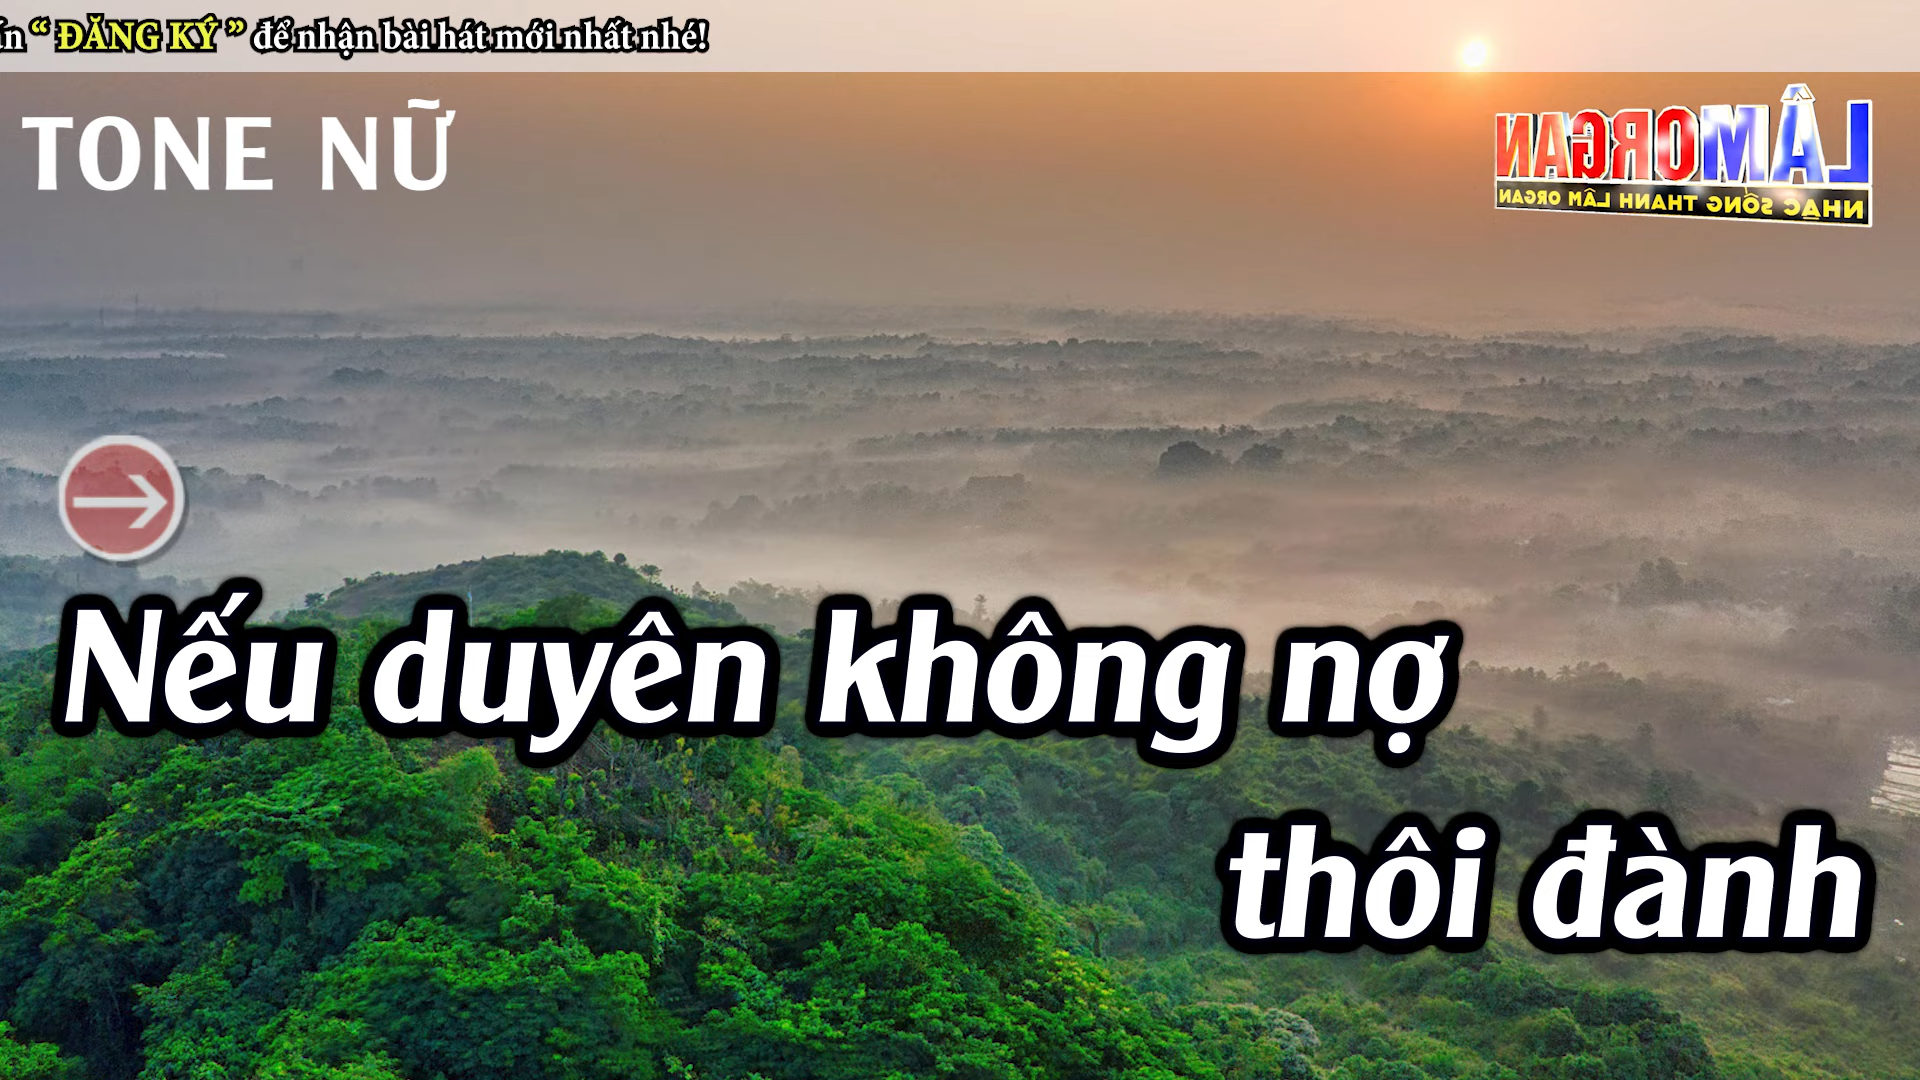 “ ĐĂNG KÝ ” để nhận bài hát mới nhất nhé!
TONE NỮ
LÂM ORGAN
NHẠC SỐNG THANH LÂM ORGAN
Nếu duyên không nợ
thôi đành